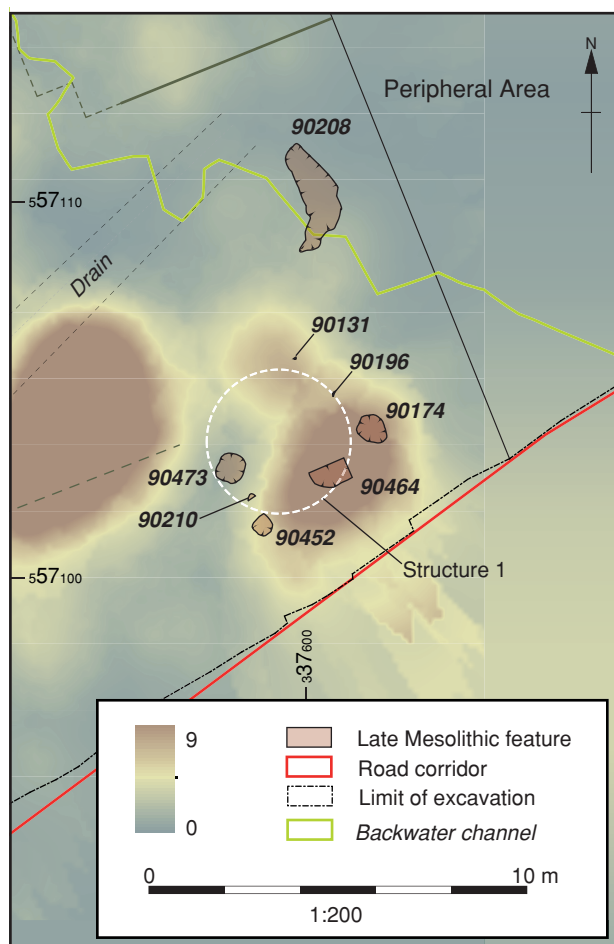 N
Peripheral Area
90208
557110
Drain
90131
90196
90174
90473
90464
90210
90452
Structure 1
557100
337600
9
0
Late Mesolithic feature
Road corridor
Limit of excavation
Backwater channel
0 10 m
1:200